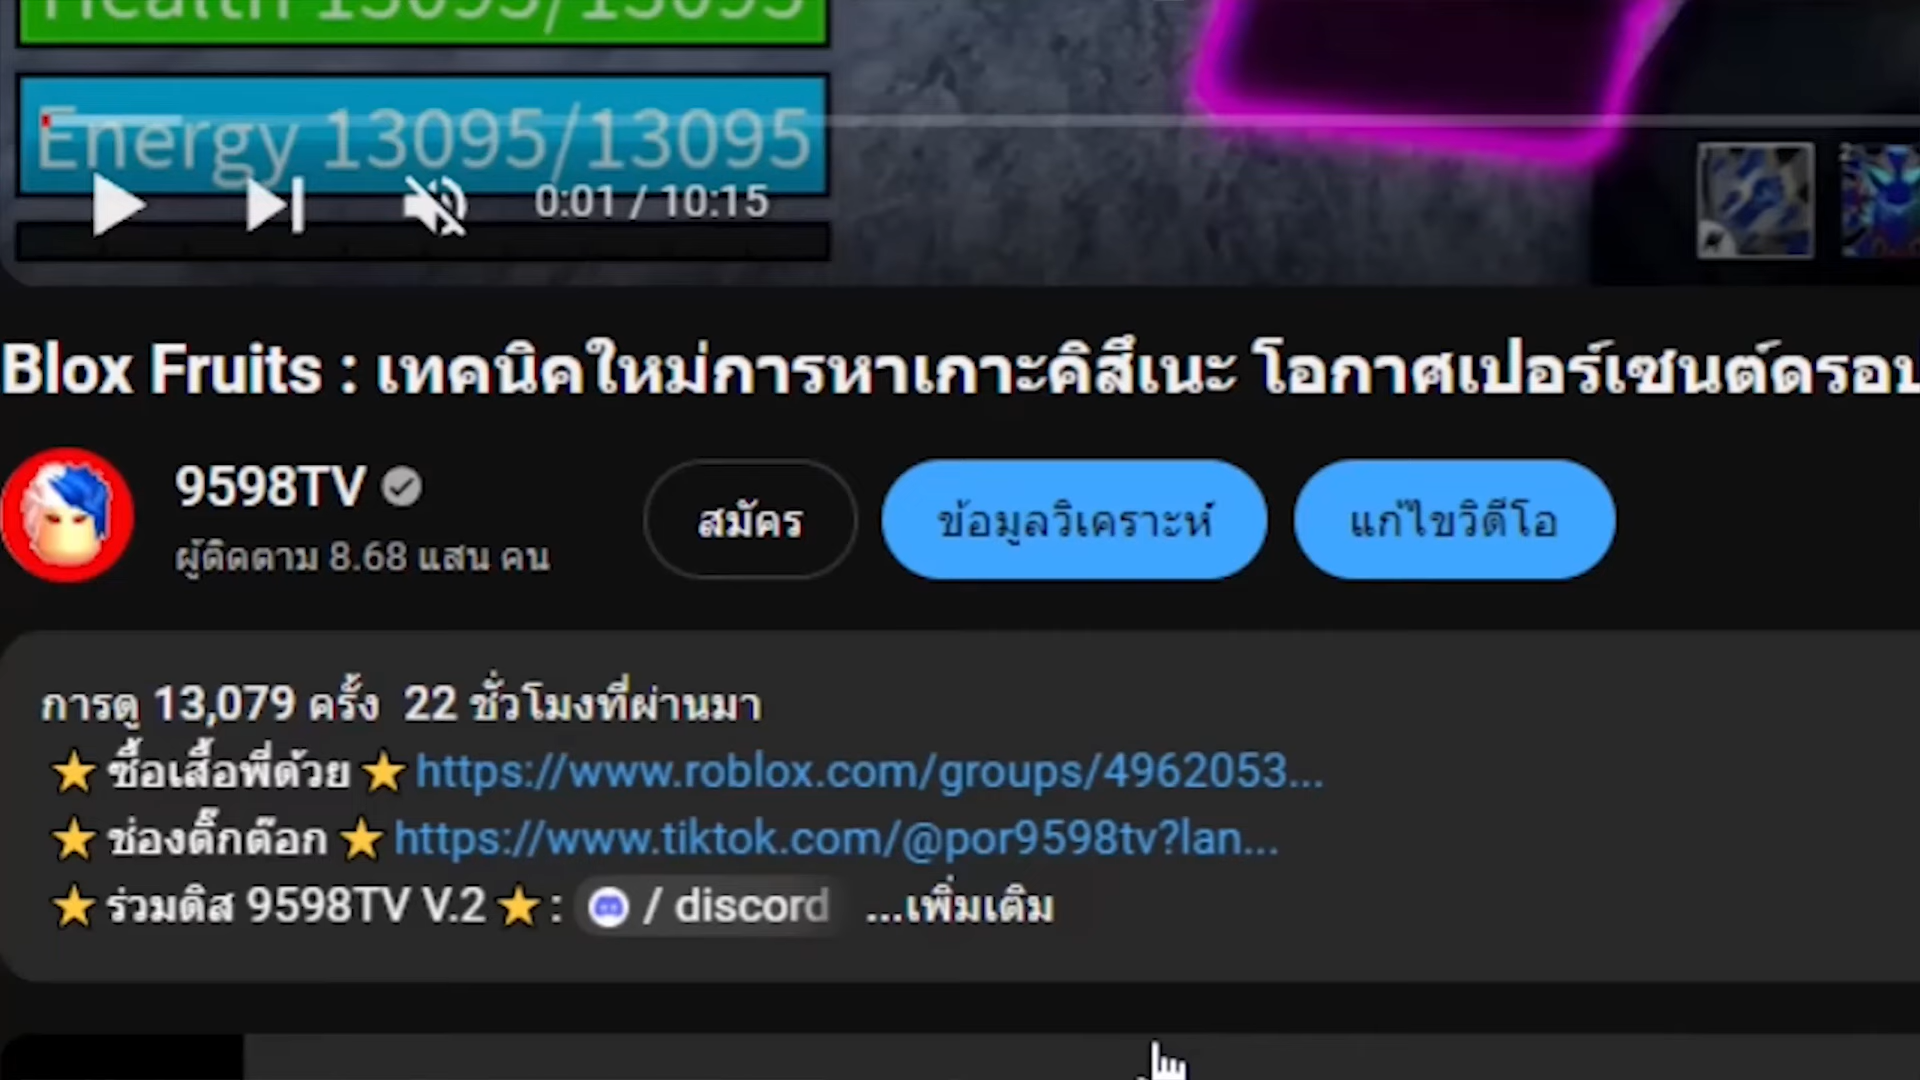 Health 13095/13095
Energy 13095/13095
0:01 / 10:15
Blox Fruits : เทคนิคใหม่การหาเกาะคิสึเนะ โอกาศเปอร์เซนต์ดรอบ
9598TV
ผู้ติดตาม 8.68 แสน คน
สมัคร
ข้อมูลวิเคราะห์
แก้ไขวิดีโอ
การดู 13,079 ครั้ง 22 ชั่วโมงที่ผ่านมา
⭐ ซื้อเสื้อพี่ด้วย ⭐ https://www.roblox.com/groups/4962053...
⭐ ช่องติ๊กต๊อก ⭐ https://www.tiktok.com/@por9598tv?lan...
⭐ ร่วมดิส 9598TV V.2 ⭐ : / discord ...เพิ่มเติม